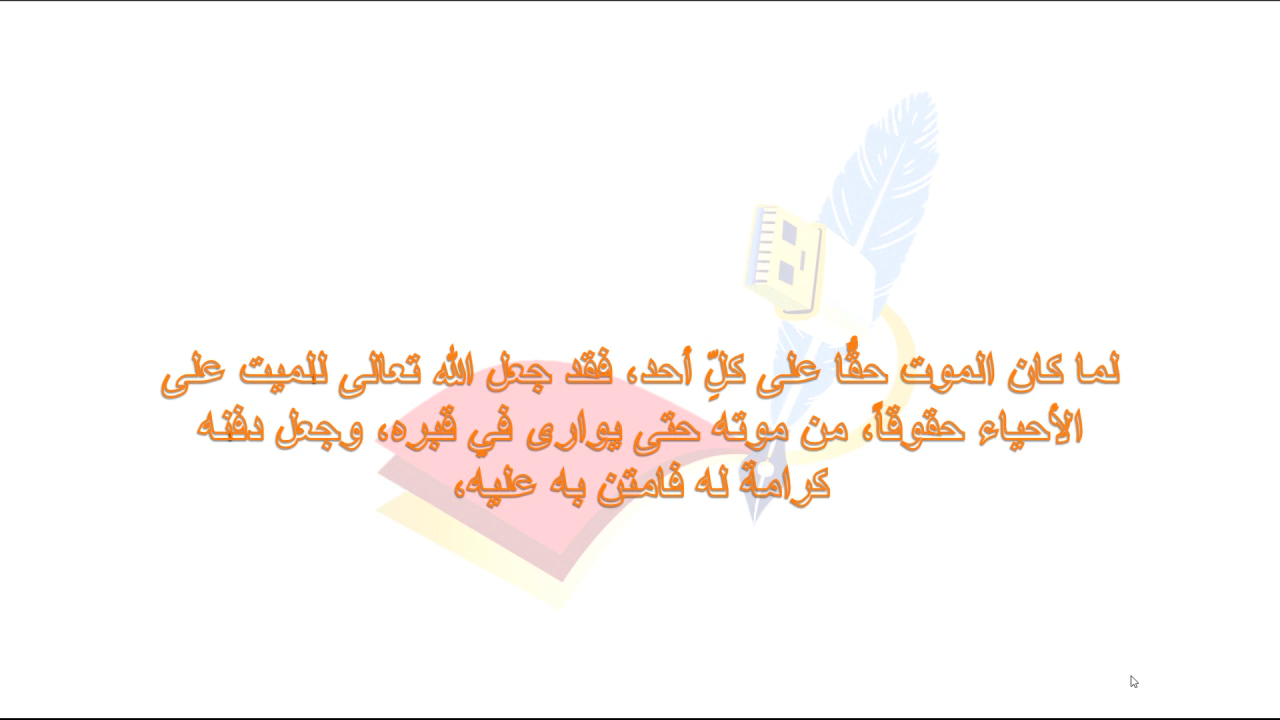 لما كان الموت حقًّا على كلِّ أحد، فقد جعل الله تعالى للميت على
الأحياء حقوقاً، من موته حتى يوارى في قبره، وجعل دفنه
كرامة له فامتن به عليه،